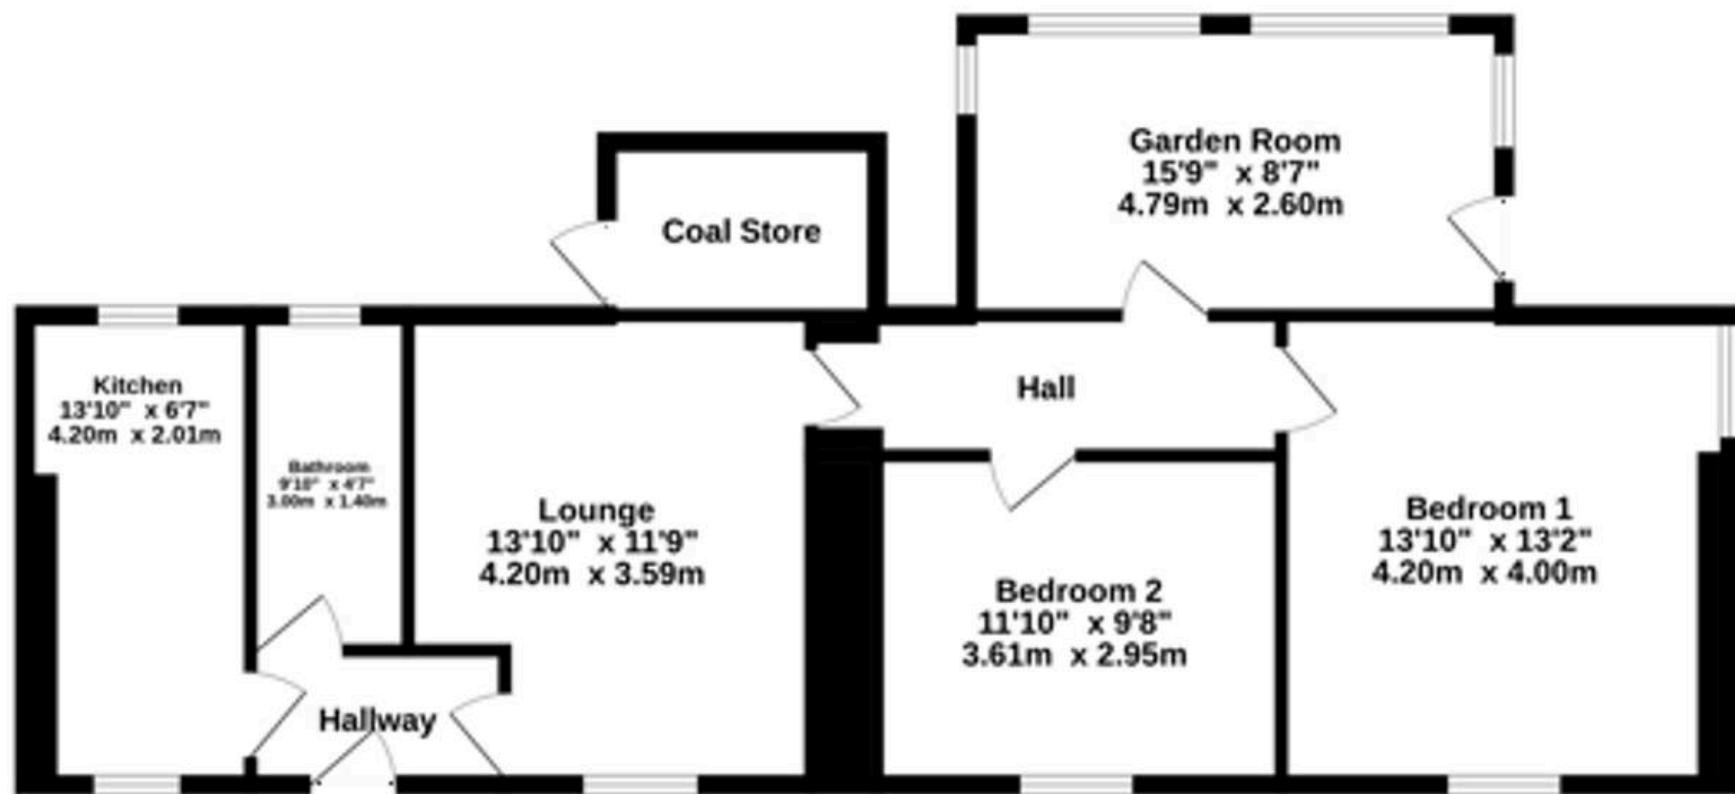 Garden Room
15'9" x 8'7"
4.79m x 2.60m
Coal Store
Kitchen
13'10" x 6'7"
4.20m x 2.01m
Bathroom
9'10" x 4'7"
3.00m x 1.40m
Hall
Lounge
13'10" x 11'9"
4.20m x 3.59m
Bedroom 1
13'10" x 13'2"
4.20m x 4.00m
Bedroom 2
11'10" x 9'8"
3.61m x 2.95m
Hallway